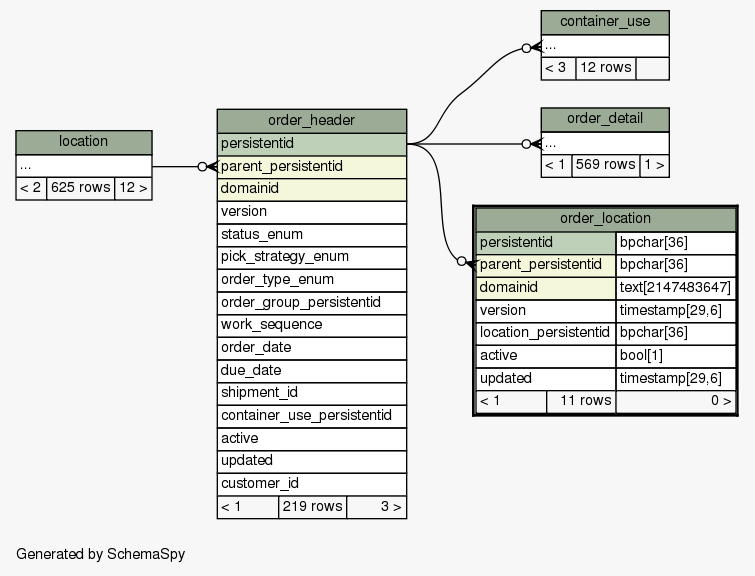 container_use
...
< 3 12 rows
order_detail
...
< 1 569 rows 1 >
location
...
< 2 625 rows 12 >
order_header
persistentid
parent_persistentid
domainid
version
status_enum
pick_strategy_enum
order_type_enum
order_group_persistentid
work_sequence
order_date
due_date
shipment_id
container_use_persistentid
active
updated
customer_id
< 1 219 rows 3 >
order_location
persistentid bpchar[36]
parent_persistentid bpchar[36]
domainid text[2147483647]
version timestamp[29,6]
location_persistentid bpchar[36]
active bool[1]
updated timestamp[29,6]
< 1 11 rows 0 >
Generated by SchemaSpy